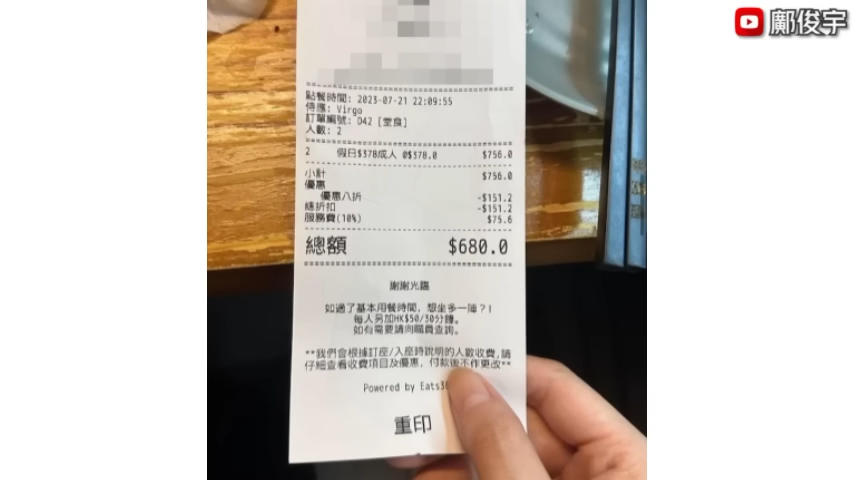 鄺俊宇
點餐時間: 2023-07-21 22:09:55
侍應: Virgo
訂單編號: D42 [堂食]
人數: 2
2 假日$378成人 @$378.0 $756.0
小計 $756.0
優惠
優惠八折 -$151.2
總折扣 -$151.2
服務費(10%) $75.6
總額 $680.0
謝謝光臨
如過了基本用餐時間, 想坐多一陣?!
每人另加HK$50/30分鐘。
如有需要請向職員查詢。
**我們會根據訂座/入座時說明的人數收費,請
仔細查看收費項目及優惠, 付款後不作更改**
Powered by Eats3
重印